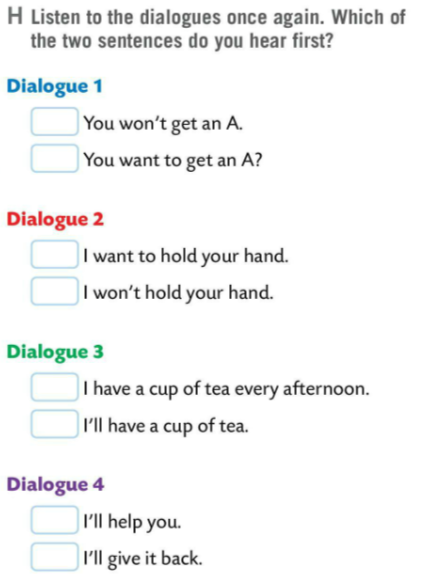 H Listen to the dialogues once again. Which of
the two sentences do you hear first?
Dialogue 1
You won't get an A.
You want to get an A?
Dialogue 2
I want to hold your hand.
I won't hold your hand.
Dialogue 3
I have a cup of tea every afternoon.
I'll have a cup of tea.
Dialogue 4
I'll help you.
I'll give it back.